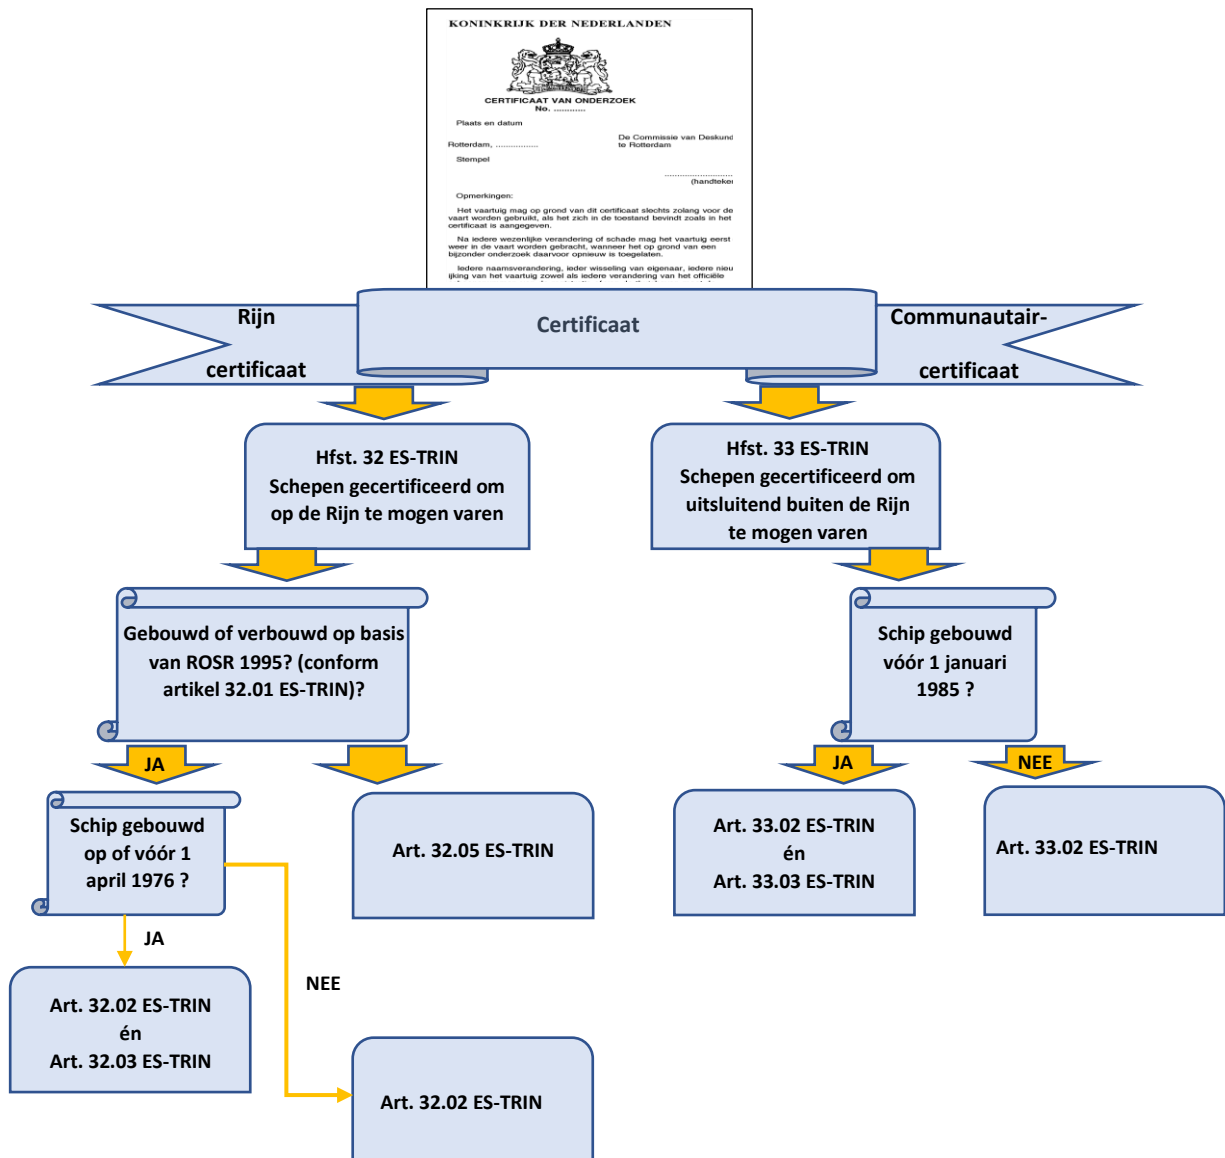 KONINKRIJK DER NEDERLANDEN
CERTIFICAAT VAN ONDERZOEK
No. ............
Plaats en datum
De Commissie van Deskund
te Rotterdam
Rotterdam, ................
Stempel
.........................
(handteker
Opmerkingen:
Het vaartuig mag op grond van dit certificaat slechts zolang voor de
vaart worden gebruikt, als het zich in de toestand bevindt zoals in het
certificaat is aangegeven.
Na iedere wezenlijke verandering of schade mag het vaartuig eerst
weer in de vaart worden gebracht, wanneer het op grond van een
bijzonder onderzoek daarvoor opnieuw is toegelaten.
Iedere naamsverandering, ieder wisseling van eigenaar, iedere nieu
ijking van het vaartuig zowel als iedere verandering van het officiële
Rijn
certificaat
Certificaat
Communautair-
certificaat
Hfst. 32 ES-TRIN
Schepen gecertificeerd om
op de Rijn te mogen varen
Hfst. 33 ES-TRIN
Schepen gecertificeerd om
uitsluitend buiten de Rijn
te mogen varen
Gebouwd of verbouwd op basis
van ROSR 1995? (conform
artikel 32.01 ES-TRIN)?
Schip gebouwd
vóór 1 januari
1985 ?
JA
JA
NEE
Schip gebouwd
op of vóór 1
april 1976 ?
Art. 32.05 ES-TRIN
Art. 33.02 ES-TRIN
én
Art. 33.03 ES-TRIN
Art. 33.02 ES-TRIN
JA
NEE
Art. 32.02 ES-TRIN
én
Art. 32.03 ES-TRIN
Art. 32.02 ES-TRIN